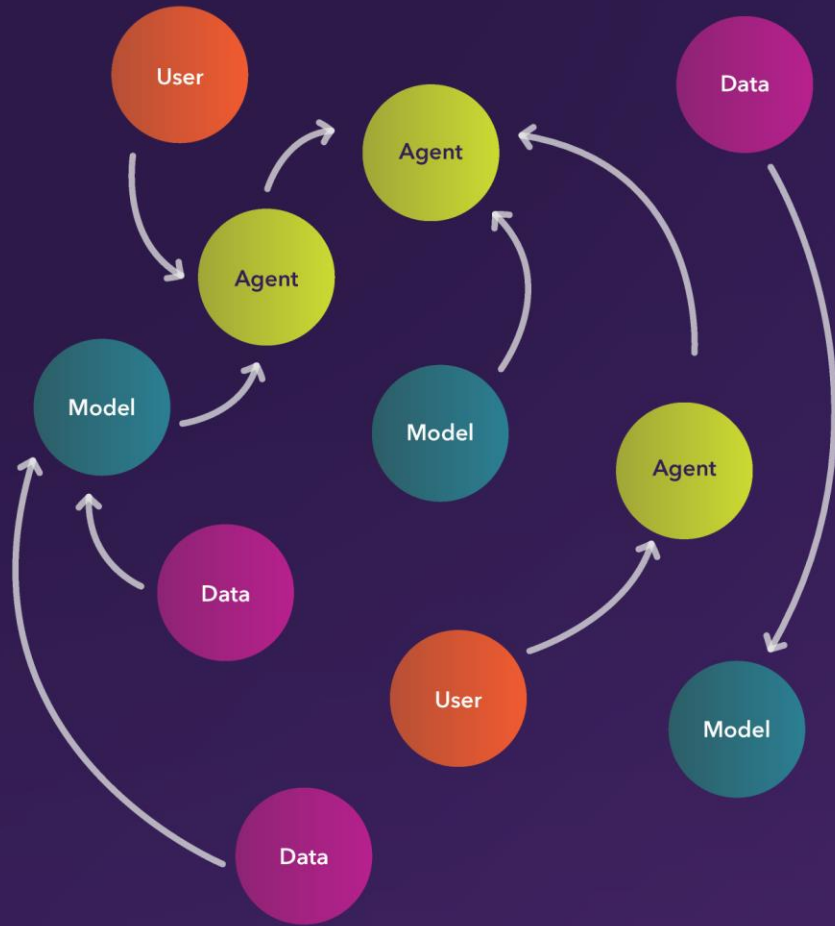 User
Agent
Data
Agent
Model
Model
Agent
Data
User
Model
Data